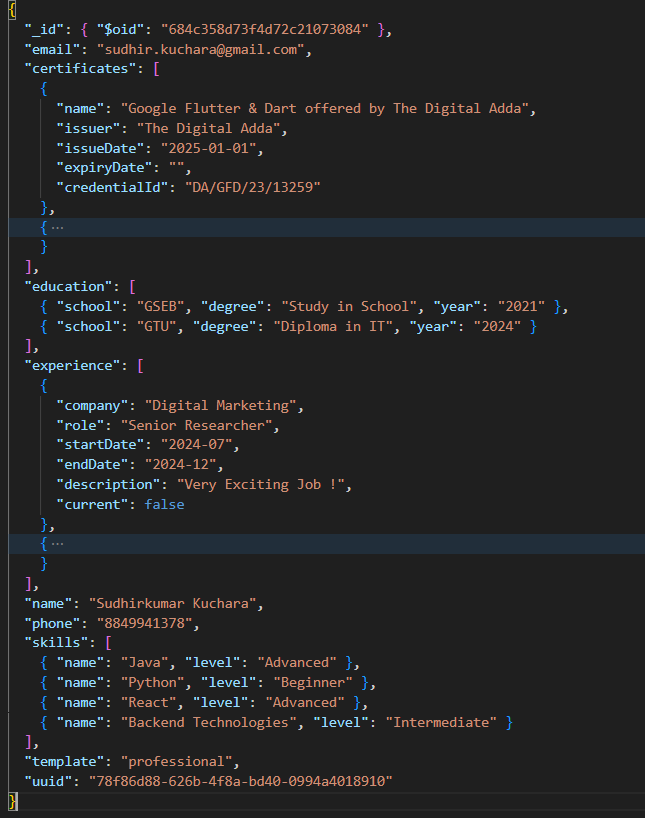 {
  "_id": { "$oid": "684c358d73f4d72c21073084" },
  "email": "sudhir.kuchara@gmail.com",
  "certificates": [
    {
      "name": "Google Flutter & Dart offered by The Digital Adda",
      "issuer": "The Digital Adda",
      "issueDate": "2025-01-01",
      "expiryDate": "",
      "credentialId": "DA/GFD/23/13259"
    },
    { ...
    }
  ],
  "education": [
    { "school": "GSEB", "degree": "Study in School", "year": "2021" },
    { "school": "GTU", "degree": "Diploma in IT", "year": "2024" }
  ],
  "experience": [
    {
      "company": "Digital Marketing",
      "role": "Senior Researcher",
      "startDate": "2024-07",
      "endDate": "2024-12",
      "description": "Very Exciting Job !",
      "current": false
    },
    { ...
    }
  ],
  "name": "Sudhirkumar Kuchara",
  "phone": "8849941378",
  "skills": [
    { "name": "Java", "level": "Advanced" },
    { "name": "Python", "level": "Beginner" },
    { "name": "React", "level": "Advanced" },
    { "name": "Backend Technologies", "level": "Intermediate" }
  ],
  "template": "professional",
  "uuid": "78f86d88-626b-4f8a-bd40-0994a4018910"
}